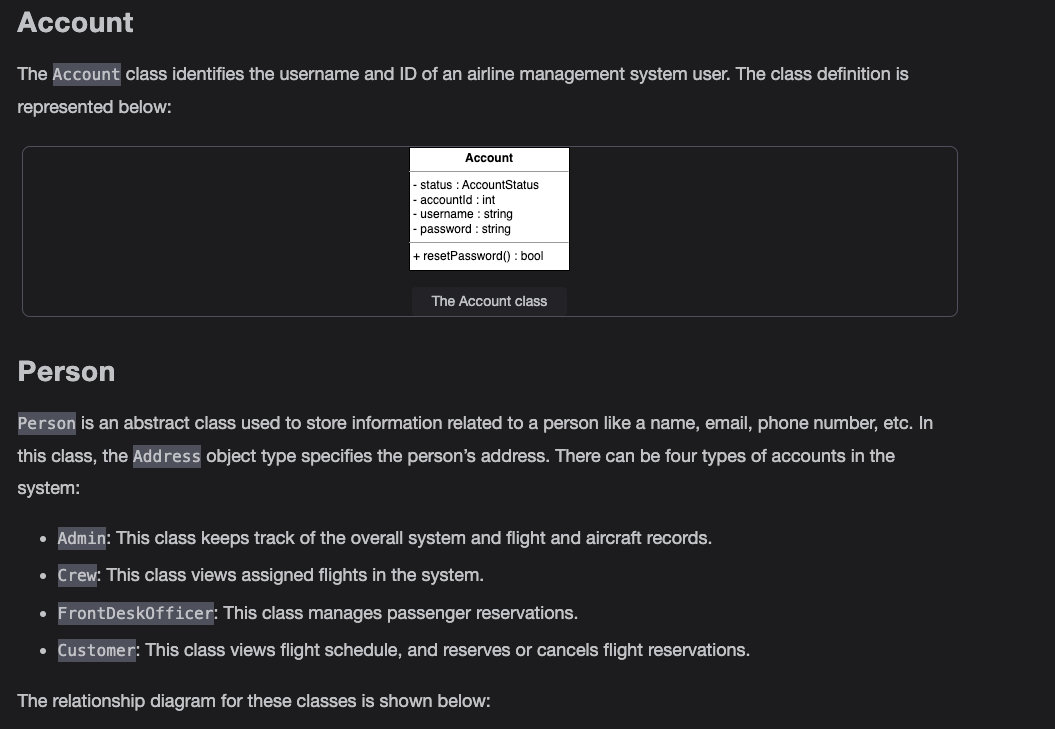 Account
The Account class identifies the username and ID of an airline management system user. The class definition is
represented below:
Account
- status : AccountStatus
- accountId : int
- username : string
- password : string
+ resetPassword() : bool
The Account class
Person
Person is an abstract class used to store information related to a person like a name, email, phone number, etc. In
this class, the Address object type specifies the person’s address. There can be four types of accounts in the
system:
• Admin: This class keeps track of the overall system and flight and aircraft records.
• Crew: This class views assigned flights in the system.
• FrontDeskOfficer: This class manages passenger reservations.
• Customer: This class views flight schedule, and reserves or cancels flight reservations.
The relationship diagram for these classes is shown below: